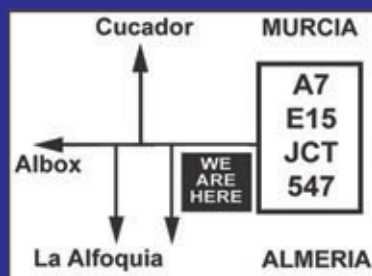 Cucador
MURCIA
A7
E15
JCT
547
Albox
WE
ARE
HERE
La Alfoquia
ALMERIA